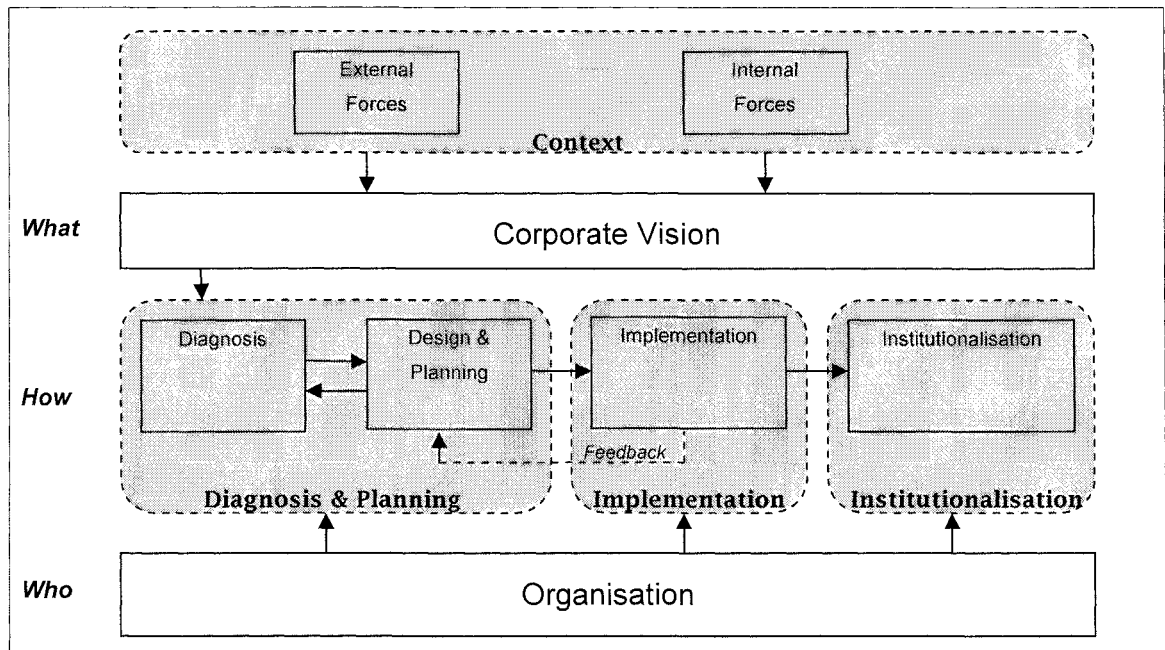 External
Forces
Internal
Forces
Context
What
Corporate Vision
Diagnosis
Design &
Planning
Implementation
Institutionalisation
How
Feedback
Diagnosis & Planning
Implementation
Institutionalisation
Who
Organisation